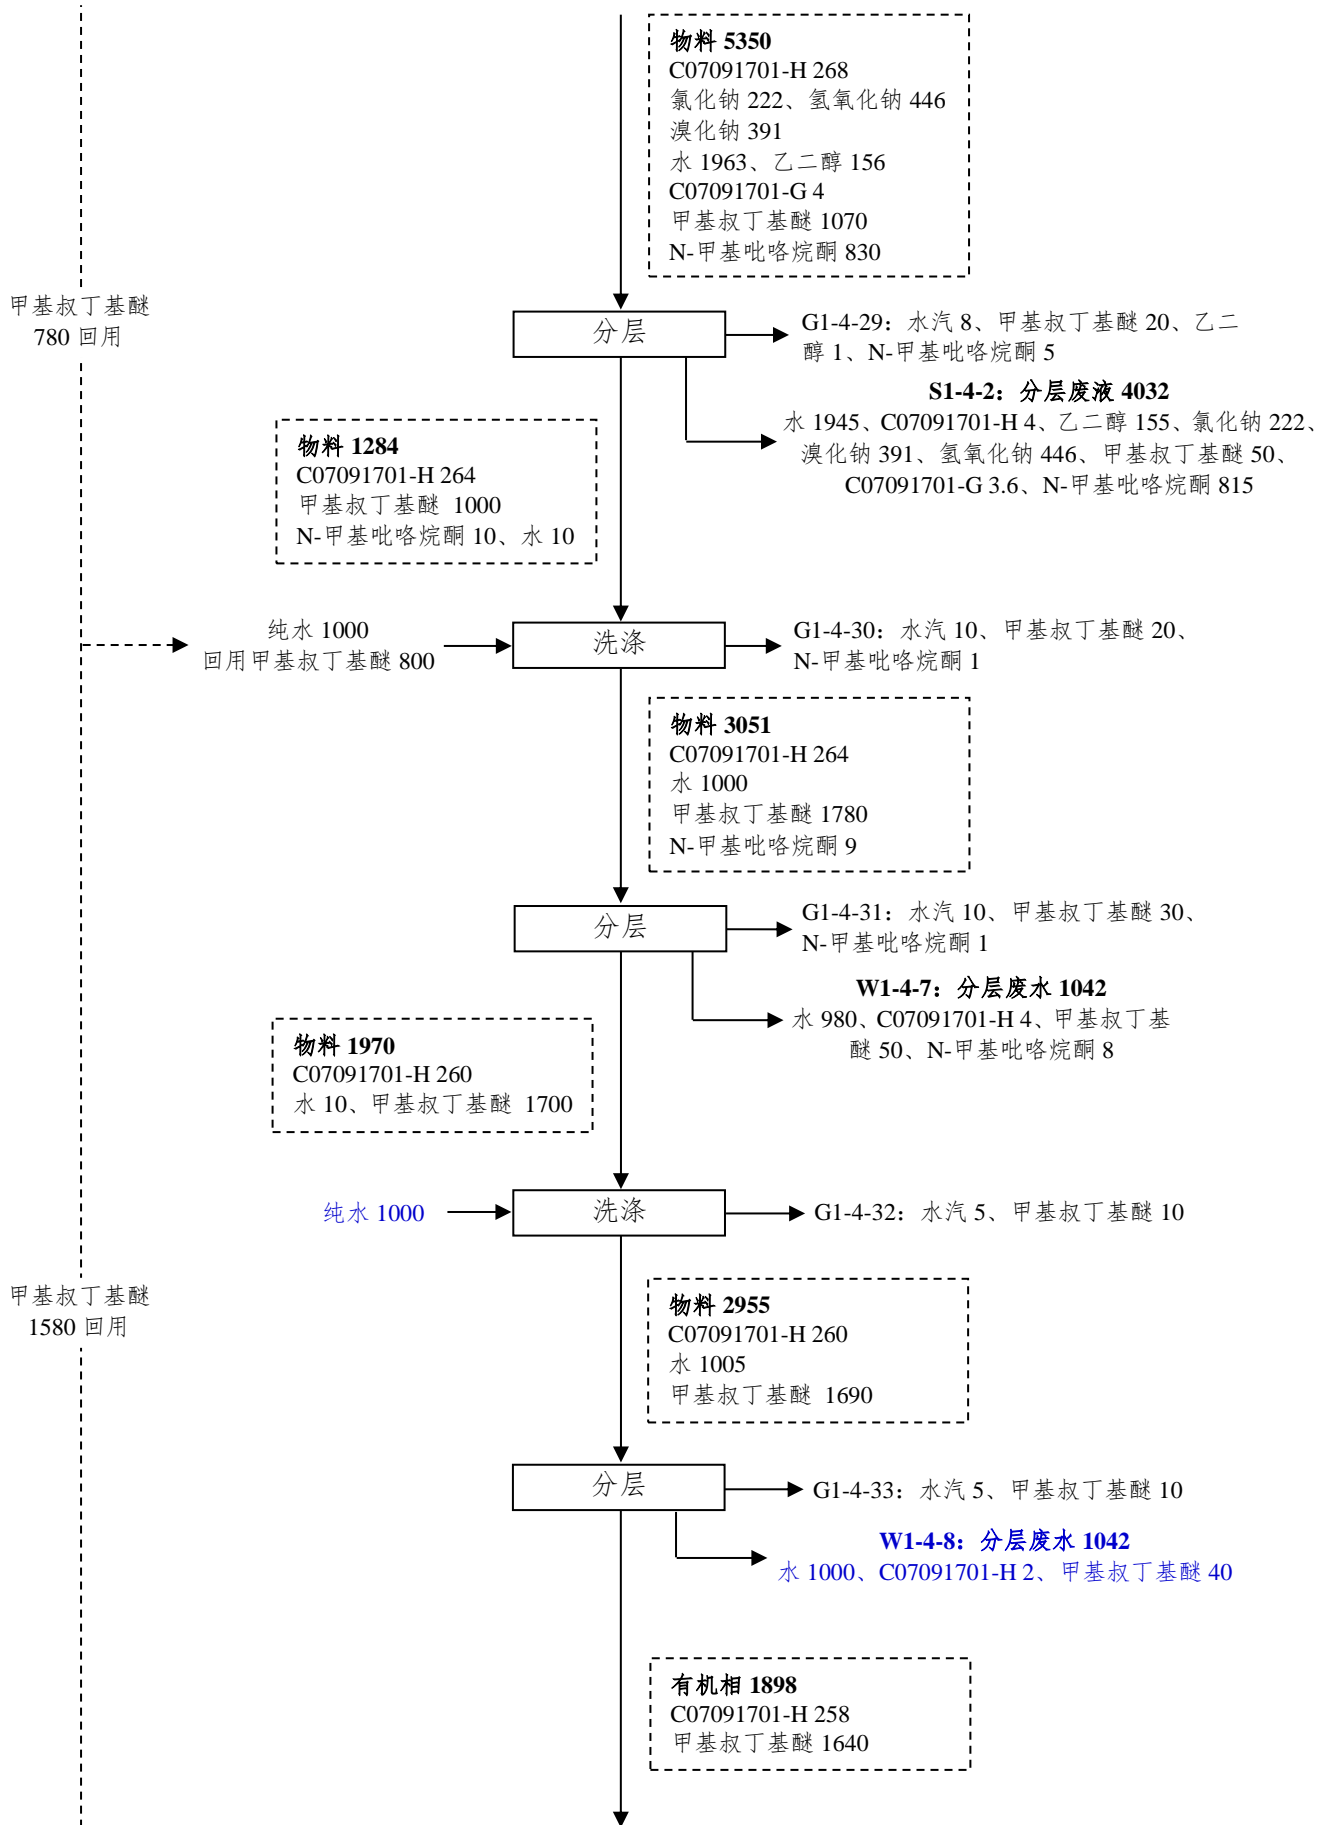 物料 5350
C07091701-H 268
氯化钠 222、氢氧化钠 446
溴化钠 391
水 1963、乙二醇 156
C07091701-G 4
甲基叔丁基醚 1070
N-甲基吡咯烷酮 830
甲基叔丁基醚
780 回用
分层
G1-4-29：水汽 8、甲基叔丁基醚 20、乙二
醇 1、N-甲基吡咯烷酮 5
S1-4-2：分层废液 4032
水 1945、C07091701-H 4、乙二醇 155、氯化钠 222、
溴化钠 391、氢氧化钠 446、甲基叔丁基醚 50、
C07091701-G 3.6、N-甲基吡咯烷酮 815
物料 1284
C07091701-H 264
甲基叔丁基醚 1000
N-甲基吡咯烷酮 10、水 10
纯水 1000
回用甲基叔丁基醚 800
洗涤
G1-4-30：水汽 10、甲基叔丁基醚 20、
N-甲基吡咯烷酮 1
物料 3051
C07091701-H 264
水 1000
甲基叔丁基醚 1780
N-甲基吡咯烷酮 9
分层
G1-4-31：水汽 10、甲基叔丁基醚 30、
N-甲基吡咯烷酮 1
W1-4-7：分层废水 1042
水 980、C07091701-H 4、甲基叔丁基
醚 50、N-甲基吡咯烷酮 8
物料 1970
C07091701-H 260
水 10、甲基叔丁基醚 1700
纯水 1000
洗涤
G1-4-32：水汽 5、甲基叔丁基醚 10
甲基叔丁基醚
1580 回用
物料 2955
C07091701-H 260
水 1005
甲基叔丁基醚 1690
分层
G1-4-33：水汽 5、甲基叔丁基醚 10
W1-4-8：分层废水 1042
水 1000、C07091701-H 2、甲基叔丁基醚 40
有机相 1898
C07091701-H 258
甲基叔丁基醚 1640